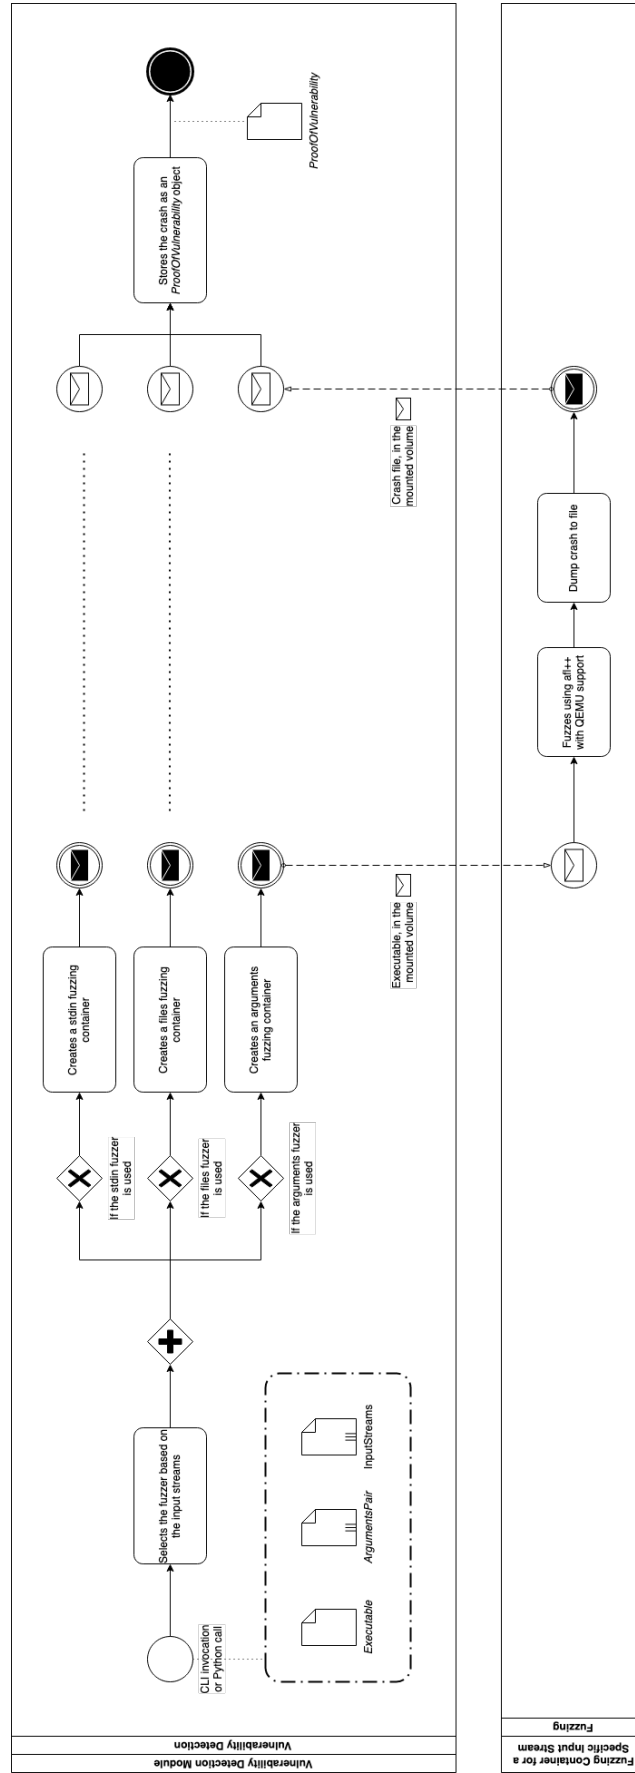 Vulnerability Detection Module
Vulnerability Detection
CLI invocation
or Python call
Executable
ArgumentsPair
InputStreams
Selects the fuzzer based on
the input streams
If the stdin fuzzer
is used
If the files fuzzer
is used
If the arguments fuzzer
is used
Creates a stdin fuzzing
container
Creates a files fuzzing
container
Creates an arguments
fuzzing container
Executable, in the
mounted volume
Crash file, in the
mounted volume
Stores the crash as an
ProofOfVulnerability object
ProofOfVulnerability
Fuzzing Container for a
Specific Input Stream
Fuzzing
Fuzzes using afl++
with QEMU support
Dump crash to file